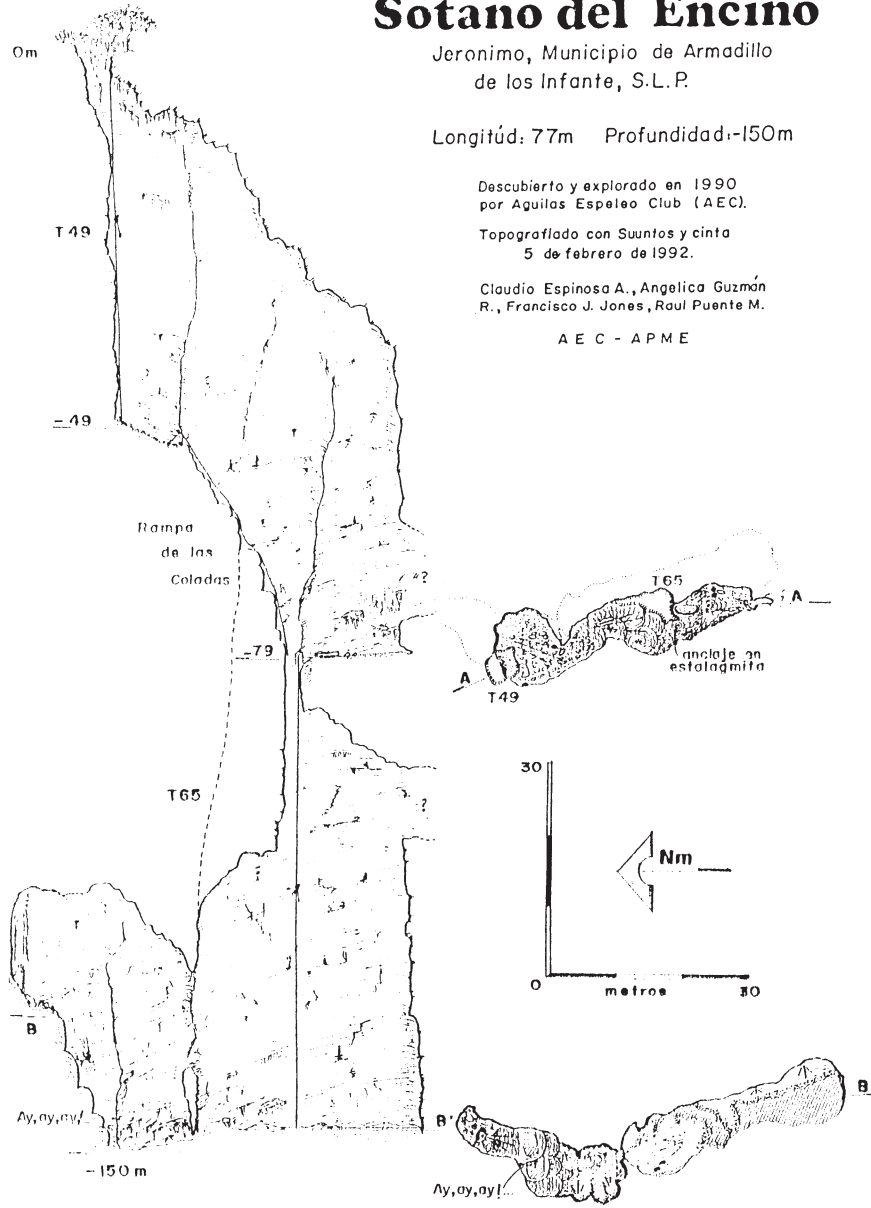 Sotano del Encino
Jeronimo, Municipio de Armadillo
de los Infante, S.L.P.
Longitúd: 77m Profundidad:-150m
Descubierto y explorado en 1990
por Aguilas Espeleo Club (AEC).
Topografiado con Suuntos y cinta
5 de febrero de 1992.
Claudio Espinosa A., Angelica Guzmán
R., Francisco J. Jones, Raul Puente M.
AEC-APME
0m
T49
-49
Rampa
de las
Coladas
?
-79
T65
?
?
B
Ay, ay, ay!
-150 m
T65
A
anclaje en
estalagmita
A
T49
30
Nm
0
metros
30
B
B'
Ay, ay, ay!...